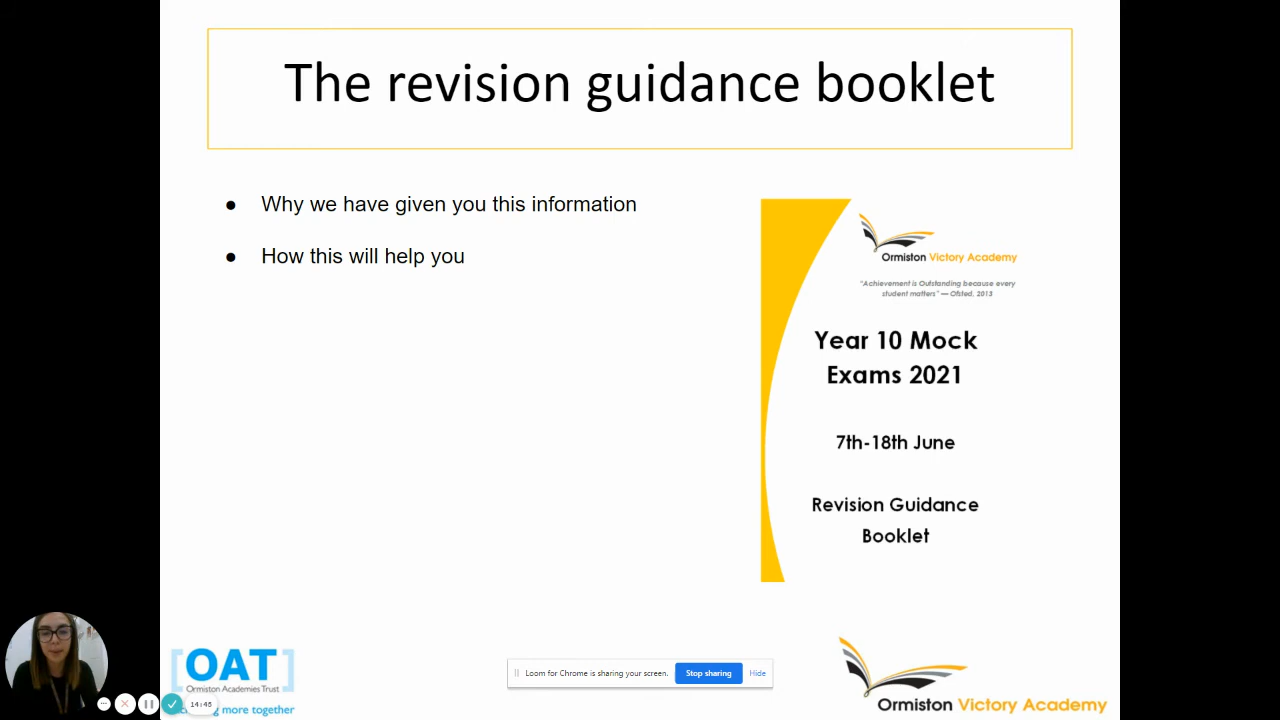 The revision guidance booklet
● Why we have given you this information
● How this will help you
Ormiston Victory Academy
"Achievement is Outstanding because every
student matters" — Ofsted, 2013
Year 10 Mock
Exams 2021
7th-18th June
Revision Guidance
Booklet
[OAT]
Ormiston Academies Trust
g more together
14:45
Loom for Chrome is sharing your screen.
Stop sharing
Hide
Ormiston Victory Academy